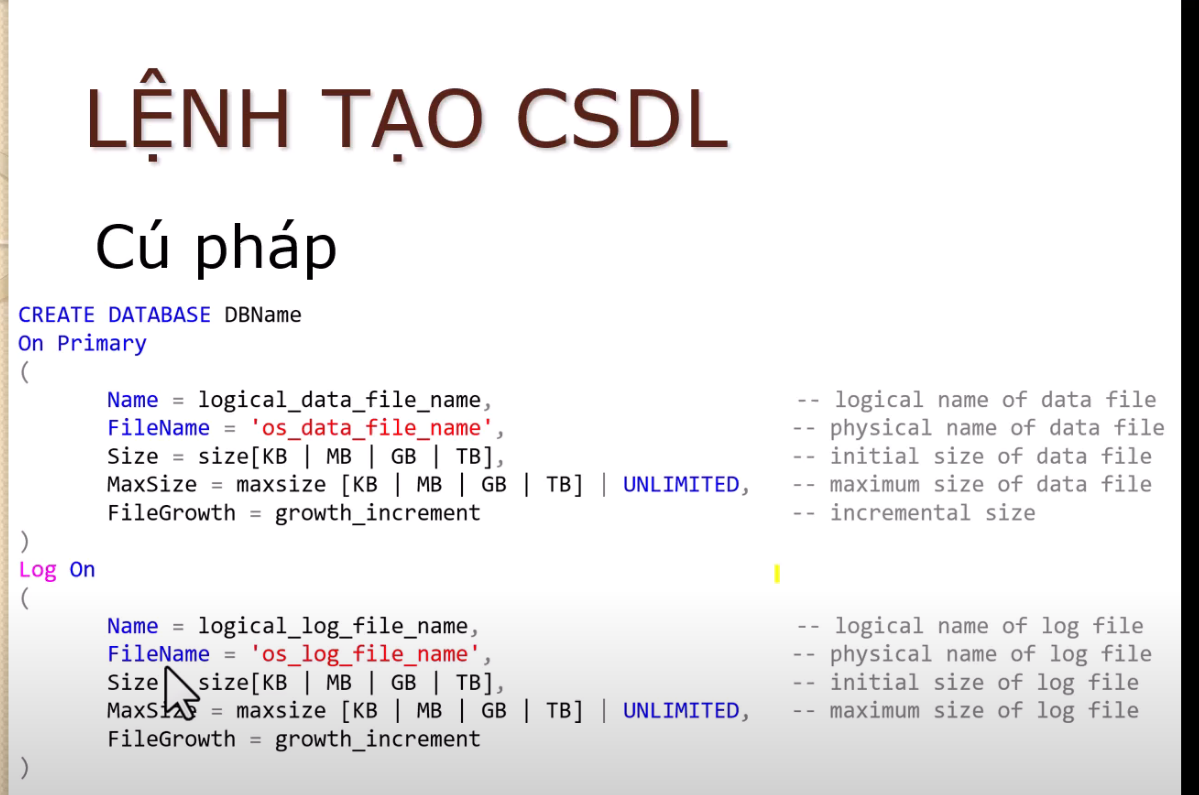 LỆNH TẠO CSDL
Cú pháp
CREATE DATABASE DBName
On Primary
(
Name = logical_data_file_name, -- logical name of data file
FileName = 'os_data_file_name', -- physical name of data file
Size = size[KB | MB | GB | TB], -- initial size of data file
MaxSize = maxsize [KB | MB | GB | TB] | UNLIMITED, -- maximum size of data file
FileGrowth = growth_increment -- incremental size
)
Log On
(
Name = logical_log_file_name, -- logical name of log file
FileName = 'os_log_file_name', -- physical name of log file
Size size[KB | MB | GB | TB], -- initial size of log file
MaxSize = maxsize [KB | MB | GB | TB] | UNLIMITED, -- maximum size of log file
FileGrowth = growth_increment
)